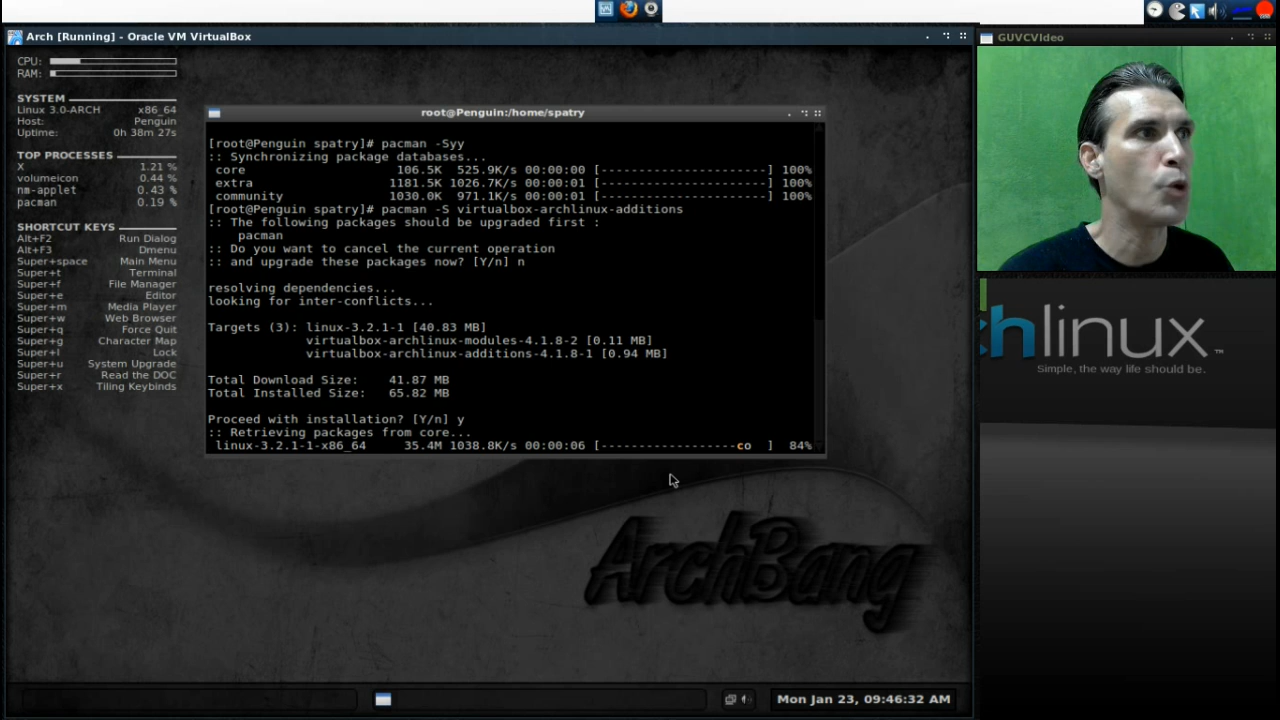 Arch [Running] - Oracle VM VirtualBox
GUVCVIdeo
CPU:
RAM:
SYSTEM
Linux 3.0-ARCH x86_64
Host: Penguin
Uptime: 0h 38m 27s
TOP PROCESSES
X 1.21 %
volumeicon 0.44 %
nm-applet 0.43 %
pacman 0.19 %
SHORTCUT KEYS
Alt+F2 Run Dialog
Alt+F3 Dmenu
Super+space Main Menu
Super+t Terminal
Super+f File Manager
Super+e Editor
Super+m Media Player
Super+w Web Browser
Super+q Force Quit
Super+g Character Map
Super+l Lock
Super+u System Upgrade
Super+r Read the DOC
Super+x Tiling Keybinds
root@Penguin:/home/spatry
[root@Penguin spatry]# pacman -Syy
:: Synchronizing package databases...
core 106.5K 525.9K/s 00:00:00 [----------------------] 100%
extra 1181.5K 1026.7K/s 00:00:01 [----------------------] 100%
community 1030.0K 971.1K/s 00:00:01 [----------------------] 100%
[root@Penguin spatry]# pacman -S virtualbox-archlinux-additions
:: The following packages should be upgraded first :
pacman
:: Do you want to cancel the current operation
:: and upgrade these packages now? [Y/n] n
resolving dependencies...
looking for inter-conflicts...
Targets (3): linux-3.2.1-1 [40.83 MB]
virtualbox-archlinux-modules-4.1.8-2 [0.11 MB]
virtualbox-archlinux-additions-4.1.8-1 [0.94 MB]
Total Download Size: 41.87 MB
Total Installed Size: 65.82 MB
Proceed with installation? [Y/n] y
:: Retrieving packages from core...
linux-3.2.1-1-x86_64 35.4M 1038.8K/s 00:00:06 [------------------co ] 84%
ArchBang
Mon Jan 23, 09:46:32 AM
chlinux™
Simple, the way life should be.